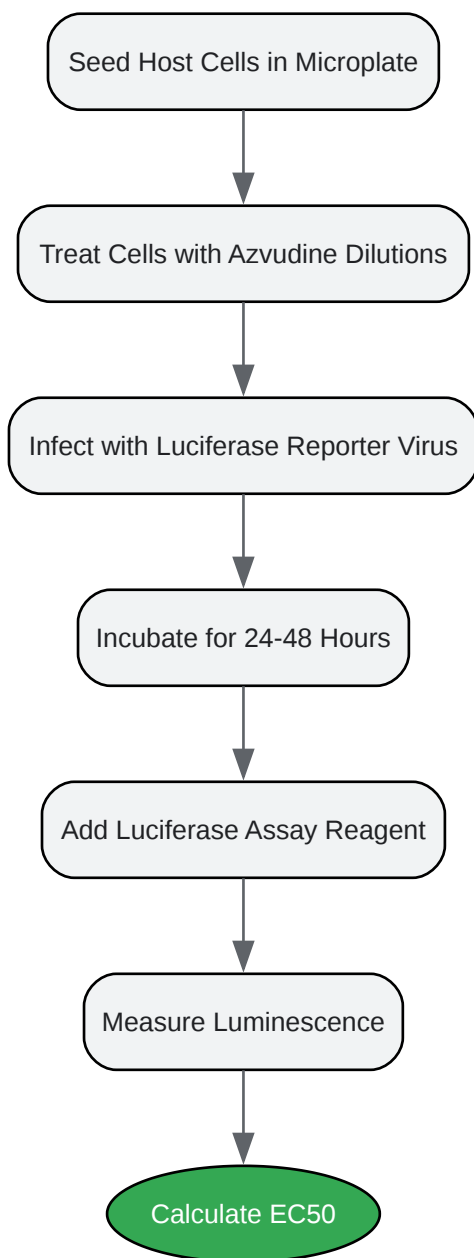 Seed Host Cells in Microplate
Treat Cells with Azvudine Dilutions
Infect with Luciferase Reporter Virus
Incubate for 24-48 Hours
Add Luciferase Assay Reagent
Measure Luminescence
Calculate EC50